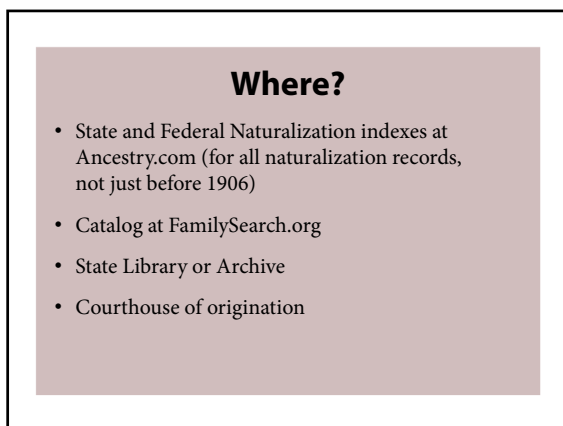 Where?
• State and Federal Naturalization indexes at
Ancestry.com (for all naturalization records,
not just before 1906)
• Catalog at FamilySearch.org
• State Library or Archive
• Courthouse of origination